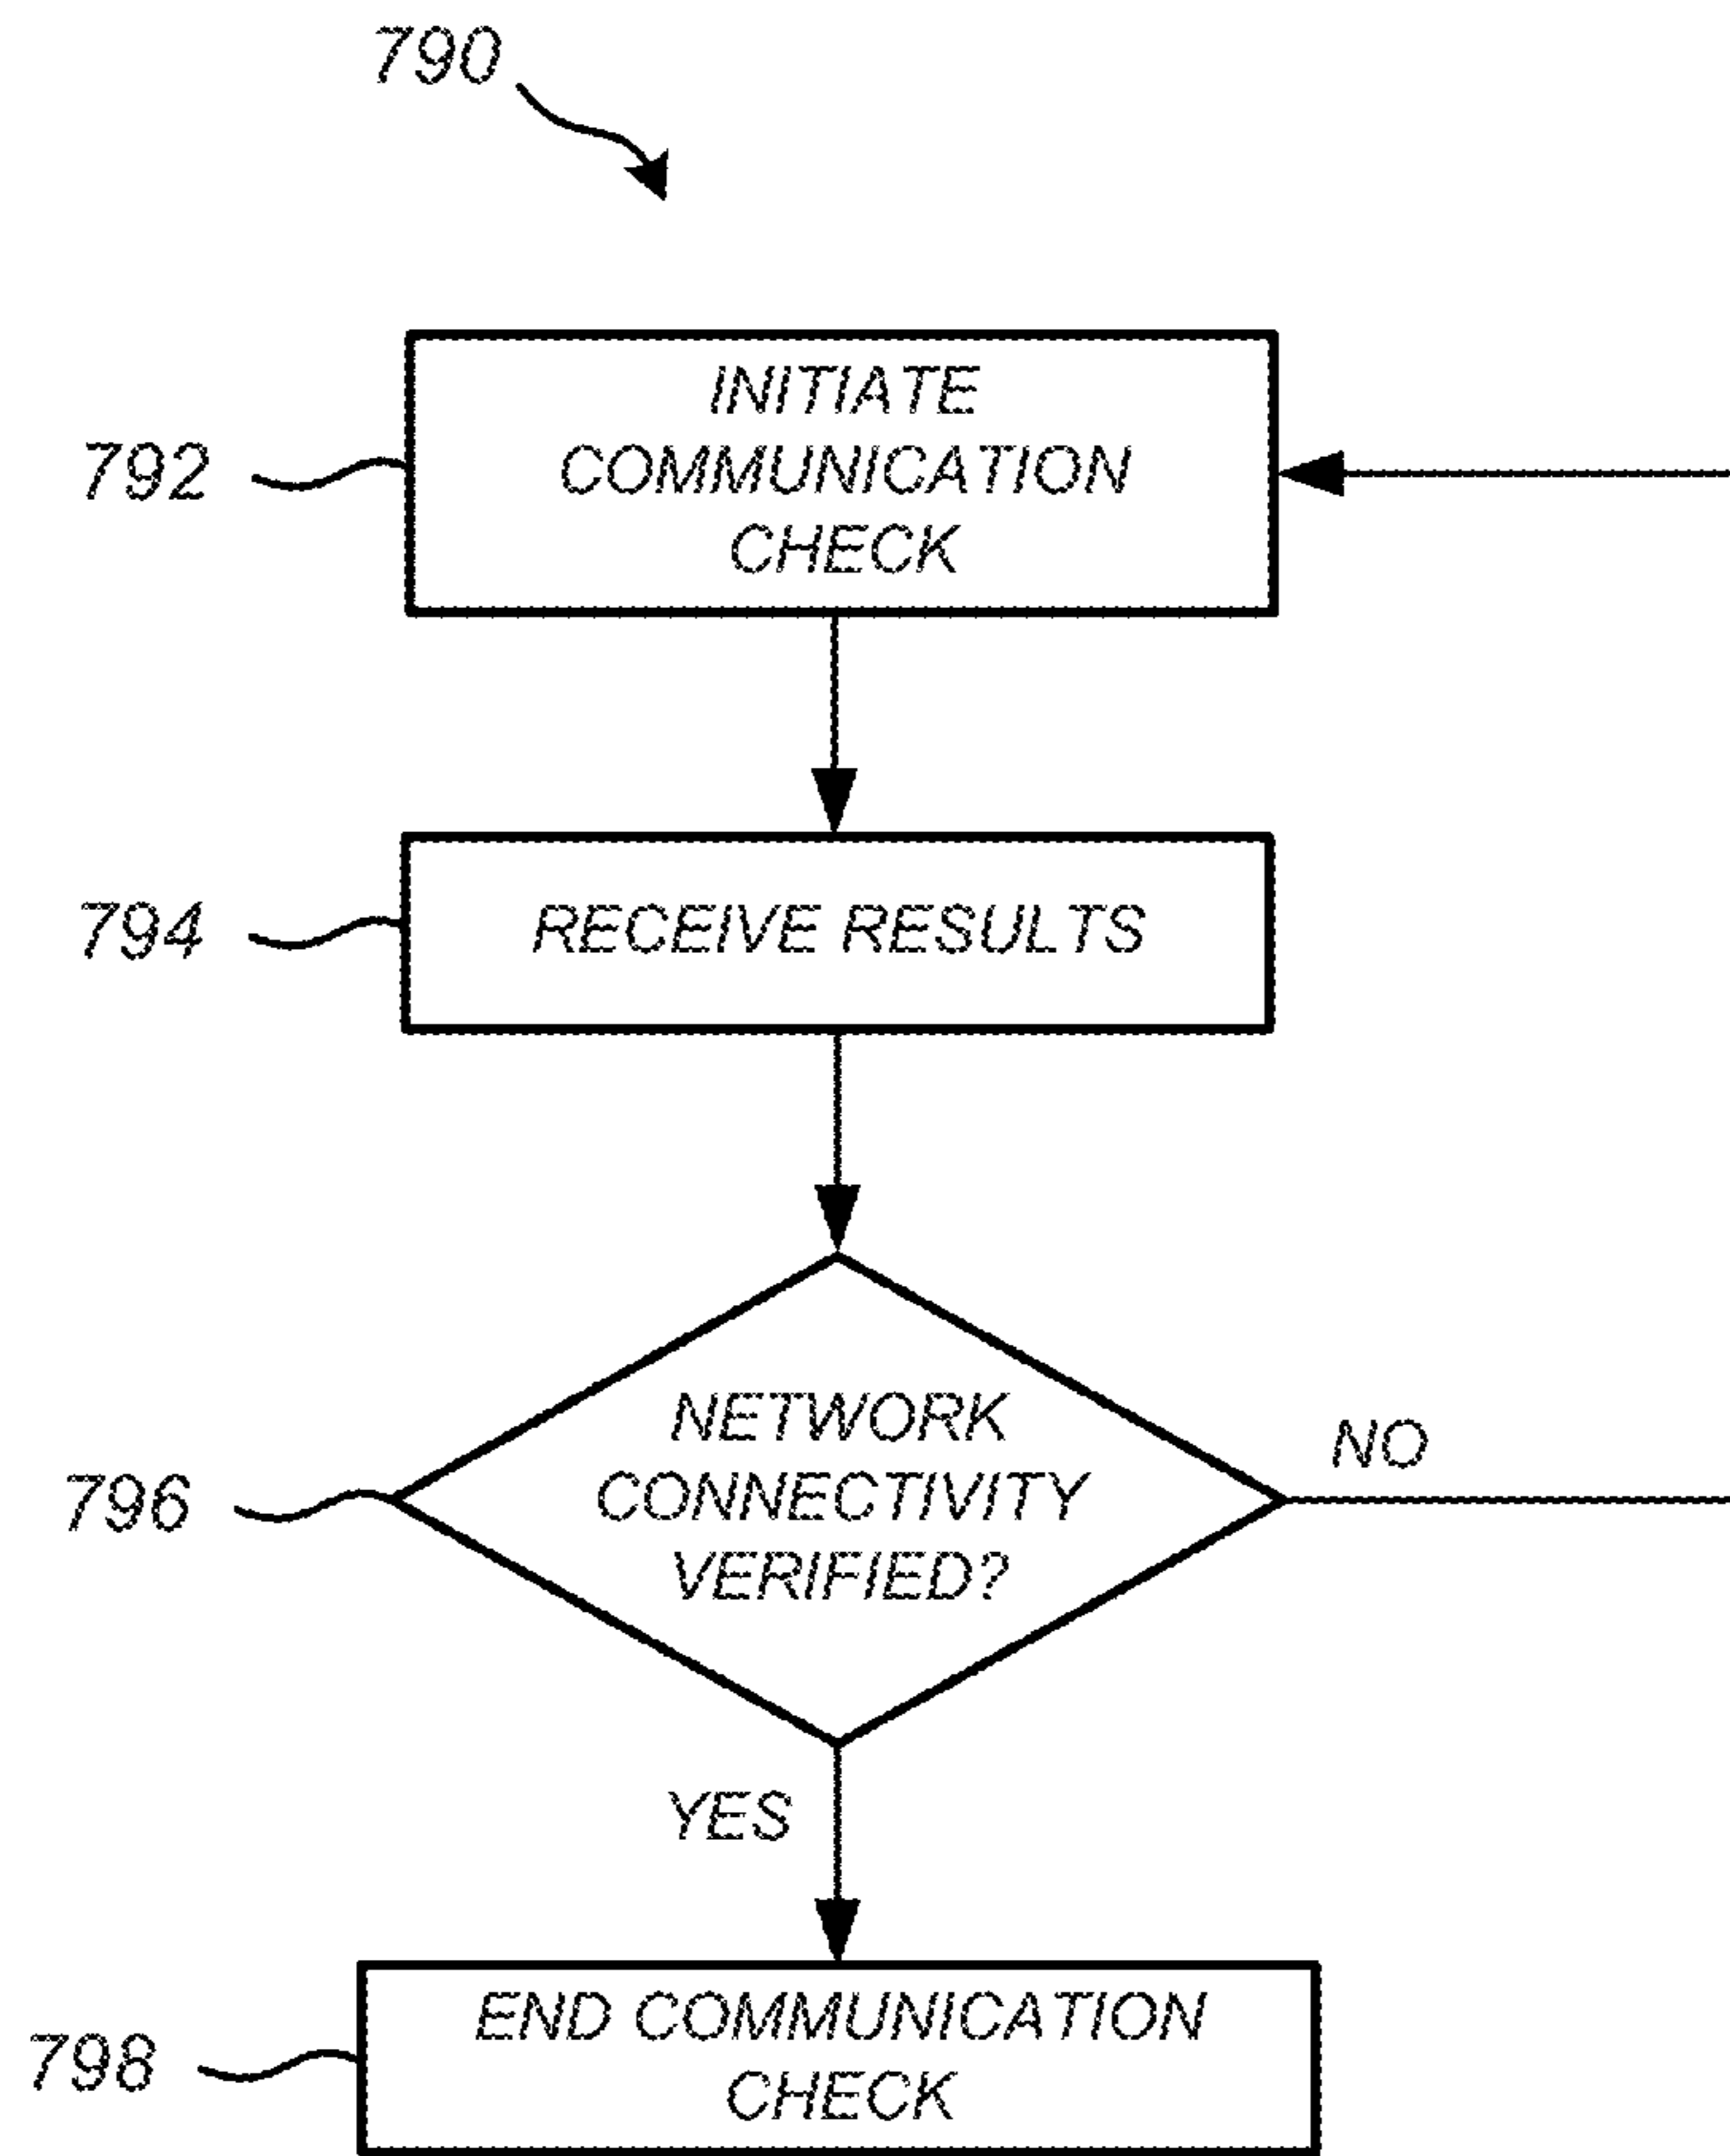 790
792
INITIATE
COMMUNICATION
CHECK
794
RECEIVE RESULTS
796
NETWORK
CONNECTIVITY
VERIFIED?
NO
YES
798
END COMMUNICATION
CHECK